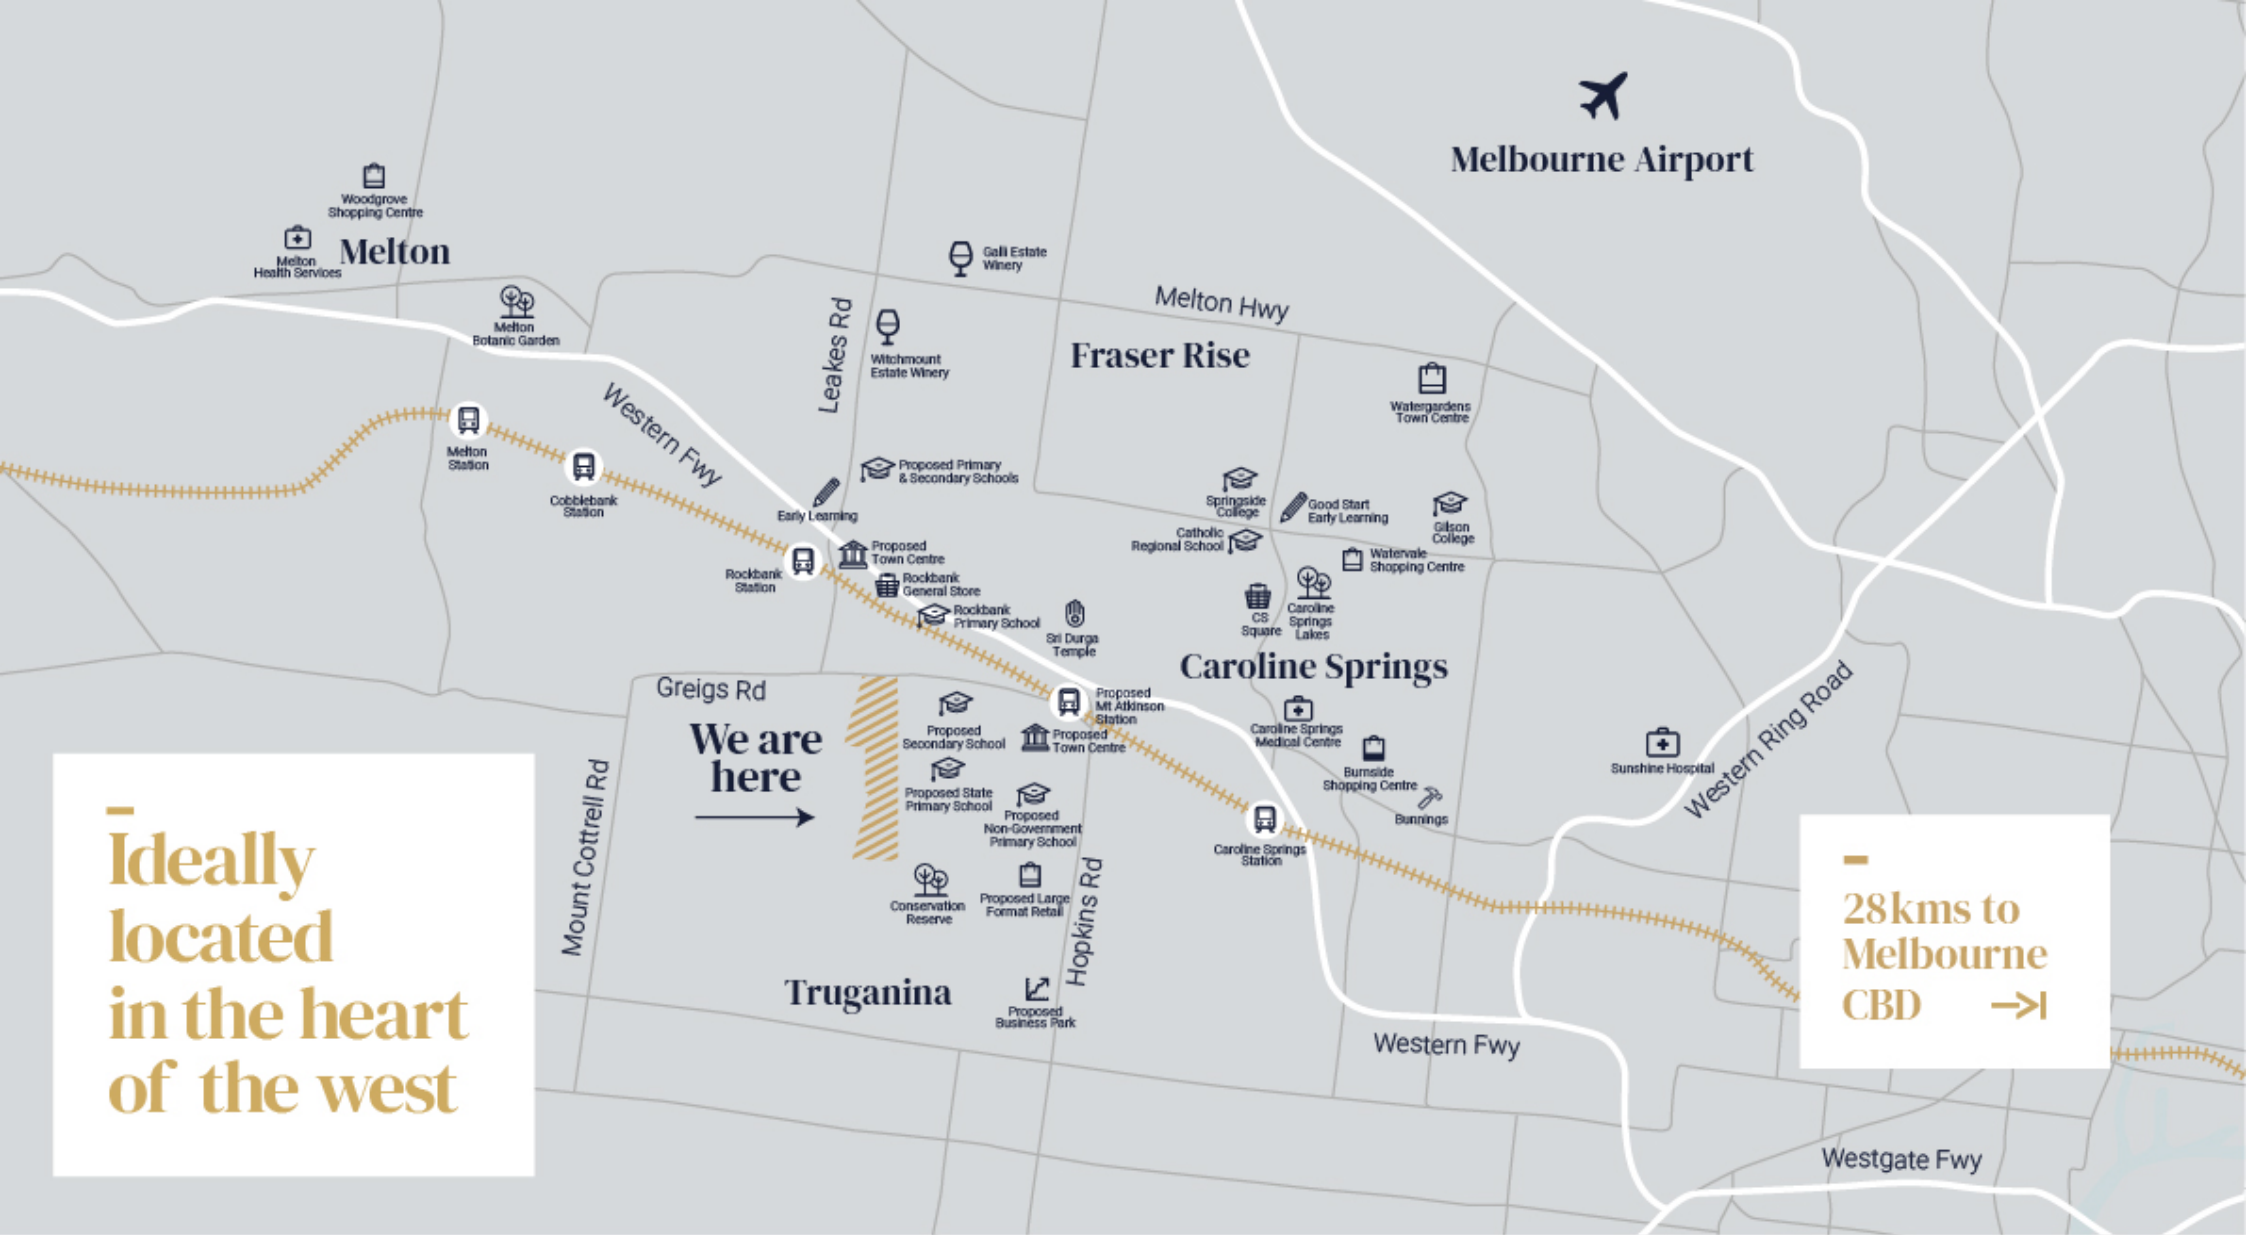 Melbourne Airport
Woodgrove
Shopping Centre
Melton
Health Services
Melton
Melton
Botanic Garden
Galli Estate
Winery
Melton Hwy
Leakes Rd
Witchmount
Estate Winery
Fraser Rise
Watergardens
Town Centre
Western Fwy
Melton
Station
Cobblebank
Station
Proposed Primary
& Secondary Schools
Early Learning
Springside
College
Good Start
Early Learning
Gilson
College
Catholic
Regional School
Watervale
Shopping Centre
Proposed
Town Centre
Rockbank
Station
Rockbank
General Store
Rockbank
Primary School
Sri Durga
Temple
CS
Square
Caroline
Springs
Lakes
Caroline Springs
Greigs Rd
We are
here
Proposed
Mt Atkinson
Station
Proposed
Secondary School
Proposed
Town Centre
Caroline Springs
Medical Centre
Burnside
Shopping Centre
Bunnings
Sunshine Hospital
Western Ring Road
Proposed State
Primary School
Proposed
Non-Government
Primary School
Caroline Springs
Station
Mount Cottrell Rd
Conservation
Reserve
Proposed Large
Format Retail
Hopkins Rd
Truganina
Proposed
Business Park
Western Fwy
Westgate Fwy
Ideally
located
in the heart
of the west
28kms to
Melbourne
CBD